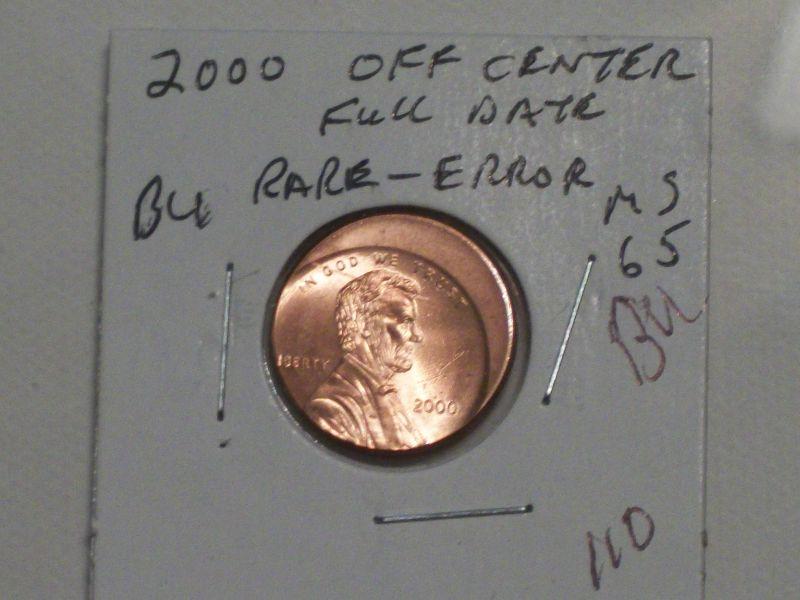 2000 OFF CENTER
FULL DATE
BU RARE-ERROR
MS
65
BU
IN GOD WE TRUST
LIBERTY
2000
110